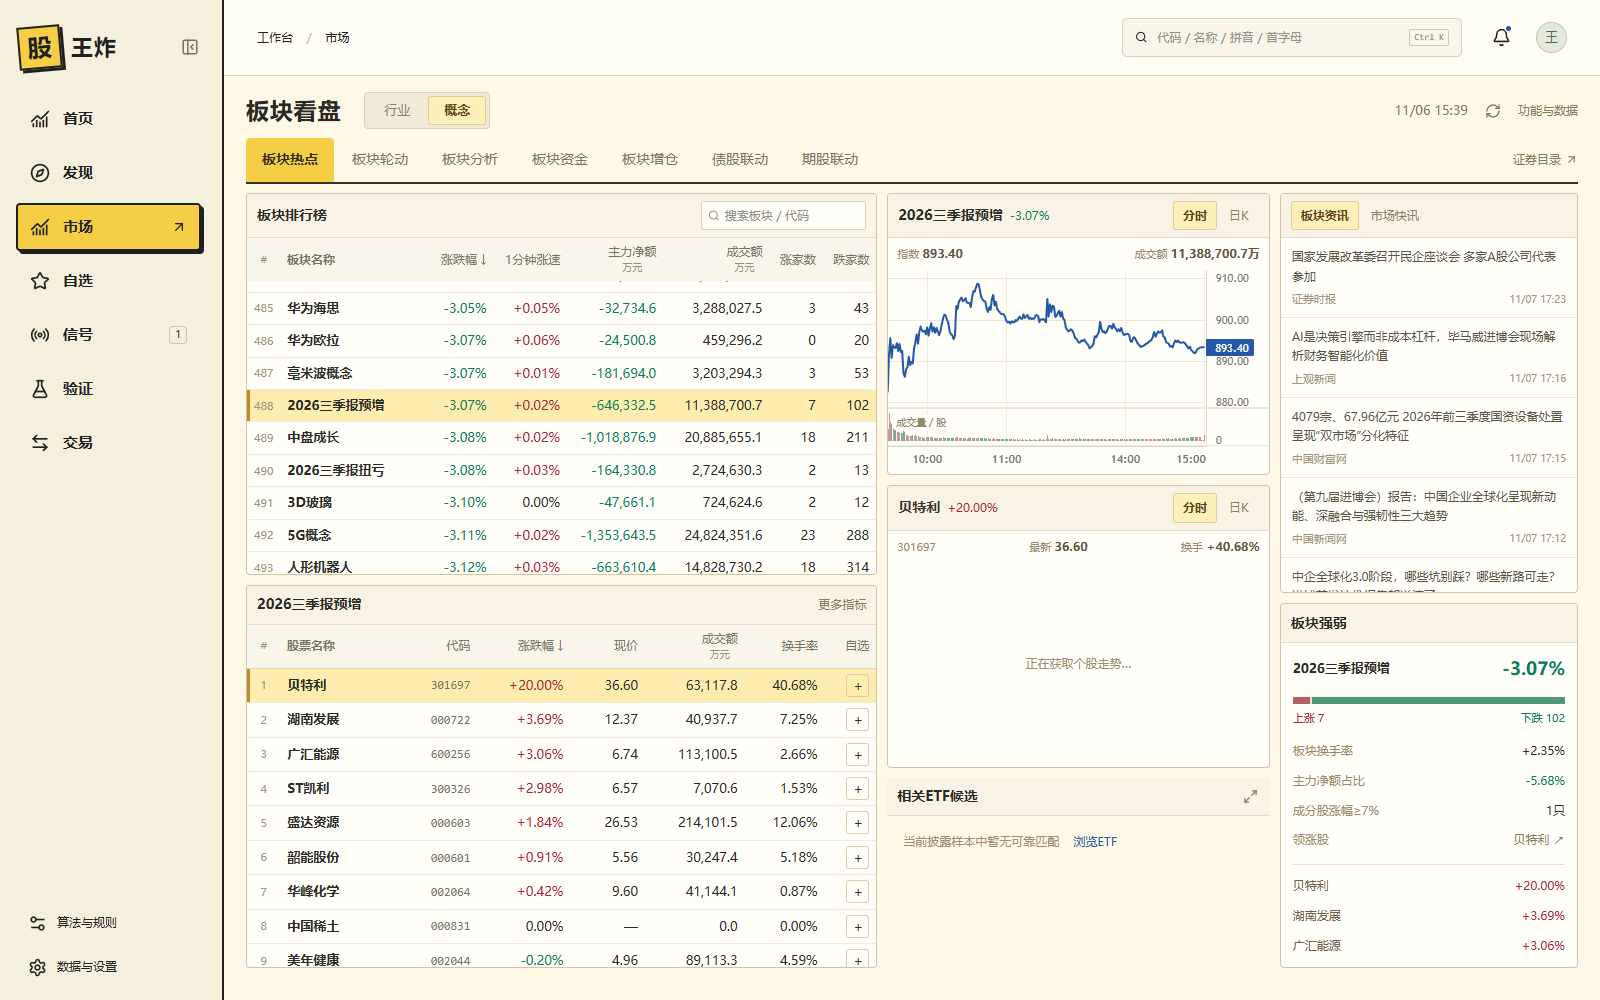 股 王炸
首页
发现
市场
自选
信号 1
验证
交易
算法与规则
数据与设置
工作台 / 市场
代码 / 名称 / 拼音 / 首字母 Ctrl K
王
板块看盘 行业 概念
11/06 15:39 功能与数据
板块热点 板块轮动 板块分析 板块资金 板块增仓 债股联动 期股联动
证券目录
板块排行榜 搜索板块 / 代码
# 板块名称 涨跌幅↓ 1分钟涨速 主力净额 万元 成交额 万元 涨家数 跌家数
485 华为海思 -3.05% +0.05% -32,734.6 3,288,027.5 3 43
486 华为欧拉 -3.07% +0.06% -24,500.8 459,296.2 0 20
487 毫米波概念 -3.07% +0.01% -181,694.0 3,203,294.3 3 53
488 2026三季报预增 -3.07% +0.02% -646,332.5 11,388,700.7 7 102
489 中盘成长 -3.08% +0.02% -1,018,876.9 20,885,655.1 18 211
490 2026三季报扭亏 -3.08% +0.03% -164,330.8 2,724,630.3 2 13
491 3D玻璃 -3.10% 0.00% -47,661.1 724,624.6 2 12
492 5G概念 -3.11% +0.02% -1,353,643.5 24,824,351.6 23 288
493 人形机器人 -3.12% +0.03% -663,610.4 14,828,730.2 18 314
2026三季报预增 更多指标
# 股票名称 代码 涨跌幅↓ 现价 成交额 万元 换手率 自选
1 贝特利 301697 +20.00% 36.60 63,117.8 40.68% +
2 湖南发展 000722 +3.69% 12.37 40,937.7 7.25% +
3 广汇能源 600256 +3.06% 6.74 113,100.5 2.66% +
4 ST凯利 300326 +2.98% 6.57 7,070.6 1.53% +
5 盛达资源 000603 +1.84% 26.53 214,101.5 12.06% +
6 韶能股份 000601 +0.91% 5.56 30,247.4 5.18% +
7 华峰化学 002064 +0.42% 9.60 41,144.1 0.87% +
8 中国稀土 000831 0.00% — 0.0 0.00% +
9 美年健康 002044 -0.20% 4.96 89,113.3 4.59% +
2026三季报预增 -3.07% 分时 日K
指数 893.40 成交额 11,388,700.7万
910.00
900.00
893.40
890.00
880.00
成交量 / 股
0
10:00 11:00 14:00 15:00
贝特利 +20.00% 分时 日K
301697 最新 36.60 换手 +40.68%
正在获取个股走势...
相关ETF候选
当前披露样本中暂无可靠匹配 浏览ETF
板块资讯 市场快讯
国家发展改革委召开民企座谈会 多家A股公司代表
参加
证券时报 11/07 17:23
AI是决策引擎而非成本杠杆，毕马威进博会现场解
析财务智能化价值
上观新闻 11/07 17:16
4079宗、67.96亿元 2026年前三季度国资设备处置
呈现“双市场”分化特征
中国财富网 11/07 17:15
（第九届进博会）报告：中国企业全球化呈现新动
能、深融合与强韧性三大趋势
中国新闻网 11/07 17:12
中企全球化3.0阶段，哪些坑别踩？哪些新路可走？
板块强弱
2026三季报预增 -3.07%
上涨 7 下跌 102
板块换手率 +2.35%
主力净额占比 -5.68%
成分股涨幅≥7% 1只
领涨股 贝特利 ↗
贝特利 +20.00%
湖南发展 +3.69%
广汇能源 +3.06%